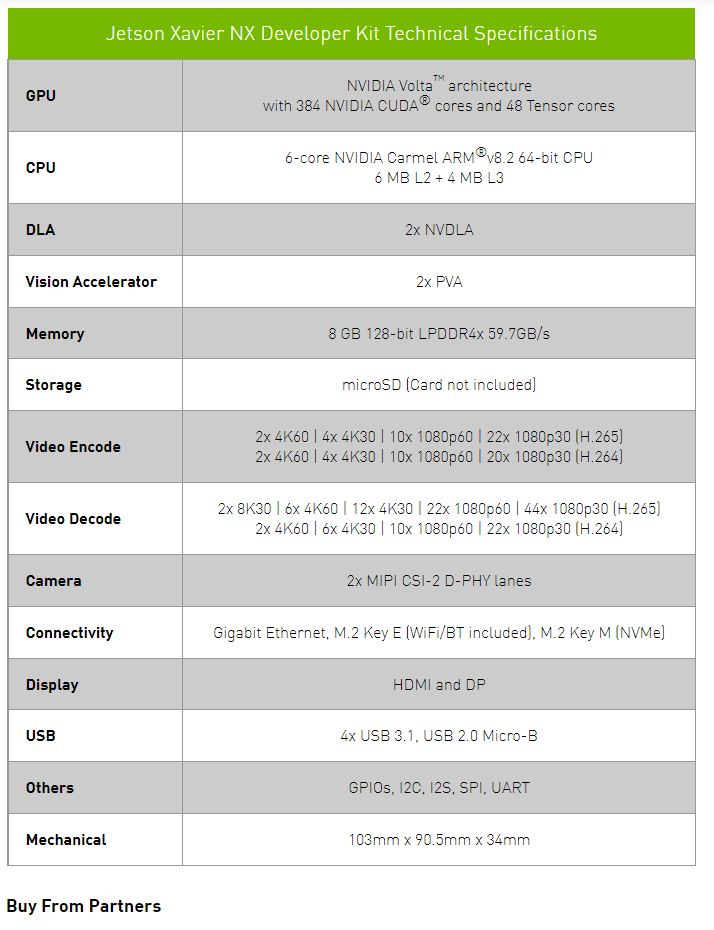 Jetson Xavier NX Developer Kit Technical Specifications
GPU
NVIDIA Volta™ architecture
with 384 NVIDIA CUDA® cores and 48 Tensor cores
CPU
6-core NVIDIA Carmel ARM®v8.2 64-bit CPU
6 MB L2 + 4 MB L3
DLA
2x NVDLA
Vision Accelerator
2x PVA
Memory
8 GB 128-bit LPDDR4x 59.7GB/s
Storage
microSD (Card not included)
Video Encode
2x 4K60 | 4x 4K30 | 10x 1080p60 | 22x 1080p30 (H.265)
2x 4K60 | 4x 4K30 | 10x 1080p60 | 20x 1080p30 (H.264)
Video Decode
2x 8K30 | 6x 4K60 | 12x 4K30 | 22x 1080p60 | 44x 1080p30 (H.265)
2x 4K60 | 6x 4K30 | 10x 1080p60 | 22x 1080p30 (H.264)
Camera
2x MIPI CSI-2 D-PHY lanes
Connectivity
Gigabit Ethernet, M.2 Key E (WiFi/BT included), M.2 Key M (NVMe)
Display
HDMI and DP
USB
4x USB 3.1, USB 2.0 Micro-B
Others
GPIOs, I2C, I2S, SPI, UART
Mechanical
103mm x 90.5mm x 34mm
Buy From Partners